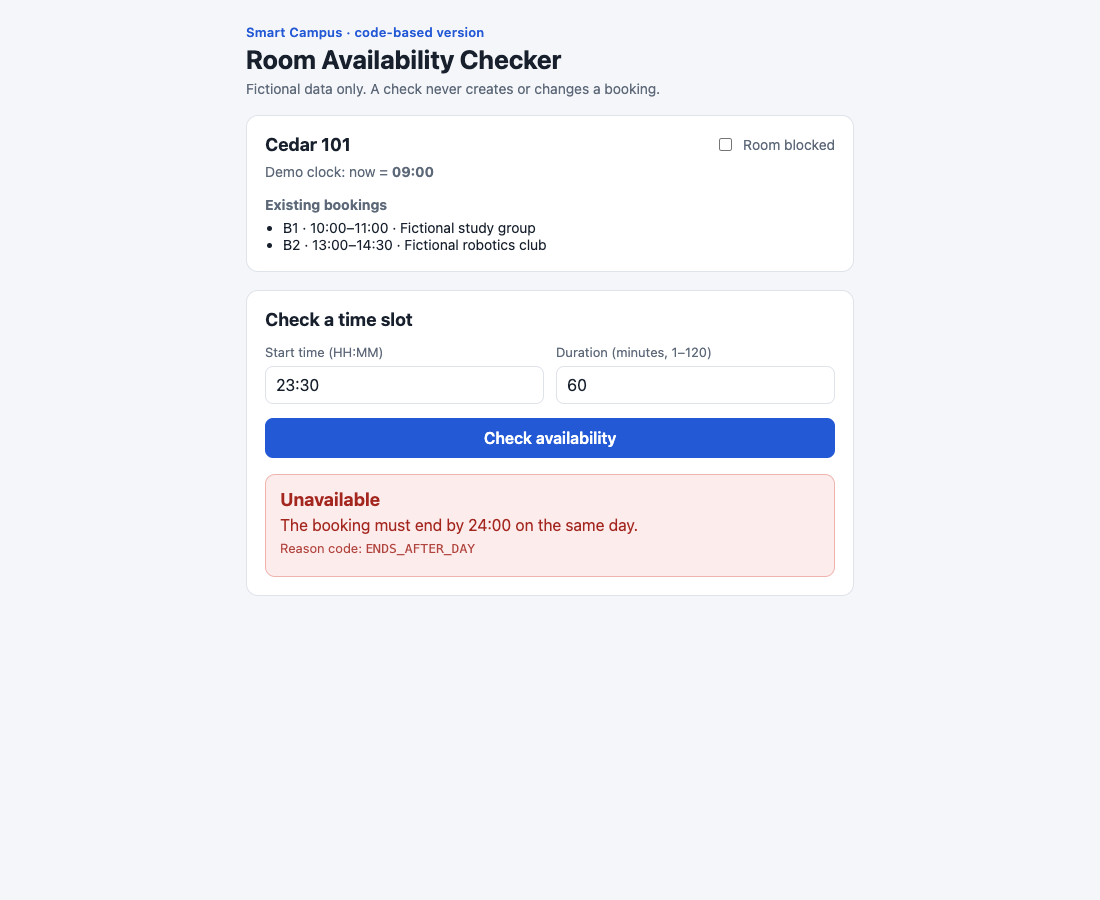 Smart Campus · code-based version
Room Availability Checker
Fictional data only. A check never creates or changes a booking.
Cedar 101
Room blocked
Demo clock: now = 09:00
Existing bookings
• B1 · 10:00–11:00 · Fictional study group
• B2 · 13:00–14:30 · Fictional robotics club
Check a time slot
Start time (HH:MM)
Duration (minutes, 1–120)
23:30
60
Check availability
Unavailable
The booking must end by 24:00 on the same day.
Reason code: ENDS_AFTER_DAY